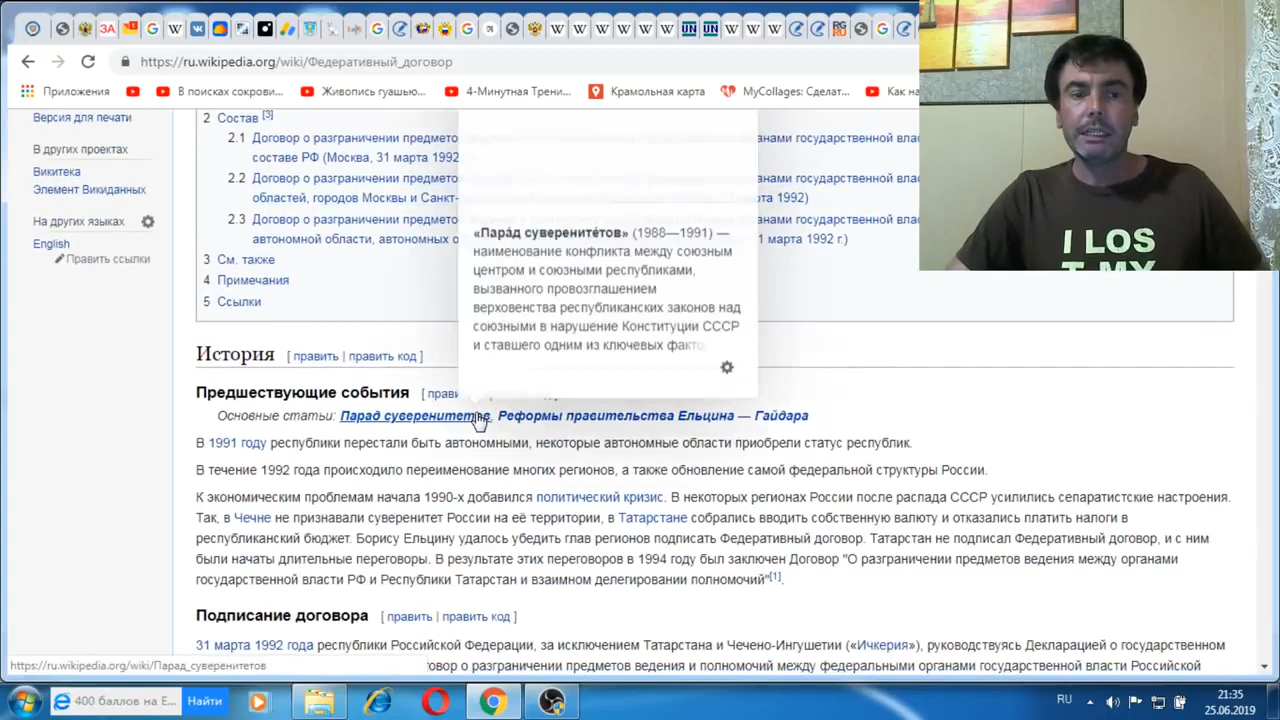 https://ru.wikipedia.org/wiki/Федеративный_договор
Приложения
В поисках сокрови...
Живопись гуашью...
4-Минутная Трени...
Крамольная карта
MyCollages: Сделат...
Как на
Версия для печати
В других проектах
Викитека
Элемент Викиданных
На других языках
English
Править ссылки
2 Состав [3]
2.1 Договор о разграничении предметов
анами государственной влас
составе РФ (Москва, 31 марта 1992
2.2 Договор о разграничении предметов
анами государственной влас
областей, городов Москвы и Санкт-
марта 1992)
2.3 Договор о разграничении предметов
анами государственной влас
автономной области, автономных о
1 марта 1992 г.)
3 См. также
4 Примечания
5 Ссылки
«Пара́д суверените́тов» (1988—1991) —
наименование конфликта между союзным
центром и союзными республиками,
вызванного провозглашением
верховенства республиканских законов над
союзными в нарушение Конституции СССР
и ставшего одним из ключевых факто
I LOS
T MY
История [ править | править код ]
Предшествующие события [ прави
Основные статьи: Парад суверенитетов, Реформы правительства Ельцина — Гайдара
В 1991 году республики перестали быть автономными, некоторые автономные области приобрели статус республик.
В течение 1992 года происходило переименование многих регионов, а также обновление самой федеральной структуры России.
К экономическим проблемам начала 1990-х добавился политический кризис. В некоторых регионах России после распада СССР усилились сепаратистские настроения.
Так, в Чечне не признавали суверенитет России на её территории, в Татарстане собрались вводить собственную валюту и отказались платить налоги в
республиканский бюджет. Борису Ельцину удалось убедить глав регионов подписать Федеративный договор. Татарстан не подписал Федеративный договор, и с ним
были начаты длительные переговоры. В результате этих переговоров в 1994 году был заключен Договор "О разграничении предметов ведения между органами
государственной власти РФ и Республики Татарстан и взаимном делегировании полномочий"[1].
Подписание договора [ править | править код ]
31 марта 1992 года республики Российской Федерации, за исключением Татарстана и Чечено-Ингушетии («Ичкерия»), руководствуясь Декларацией о государственном
https://ru.wikipedia.org/wiki/Парад_суверенитетов
овор о разграничении предметов ведения и полномочий между федеральными органами государственной власти Российской
400 баллов на Е...
Найти
RU
21:35
25.06.2019